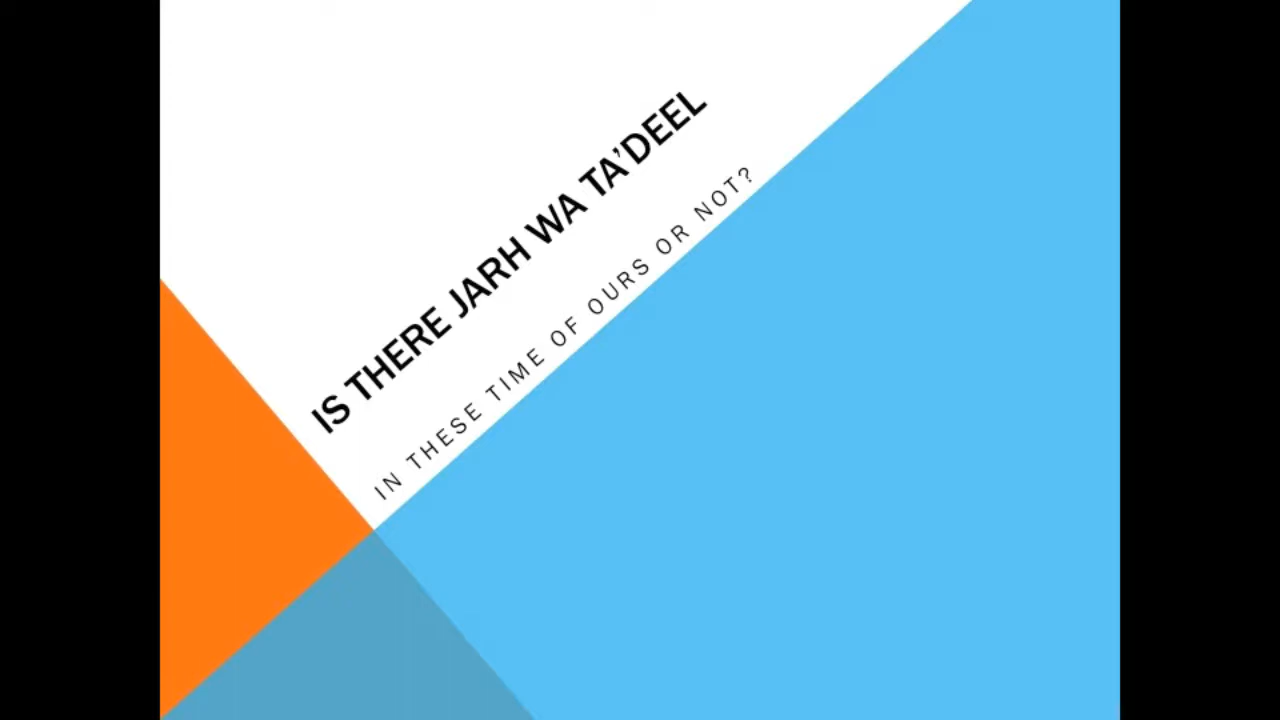 IS THERE JARH WA TA'DEEL
IN THESE TIME OF OURS OR NOT?